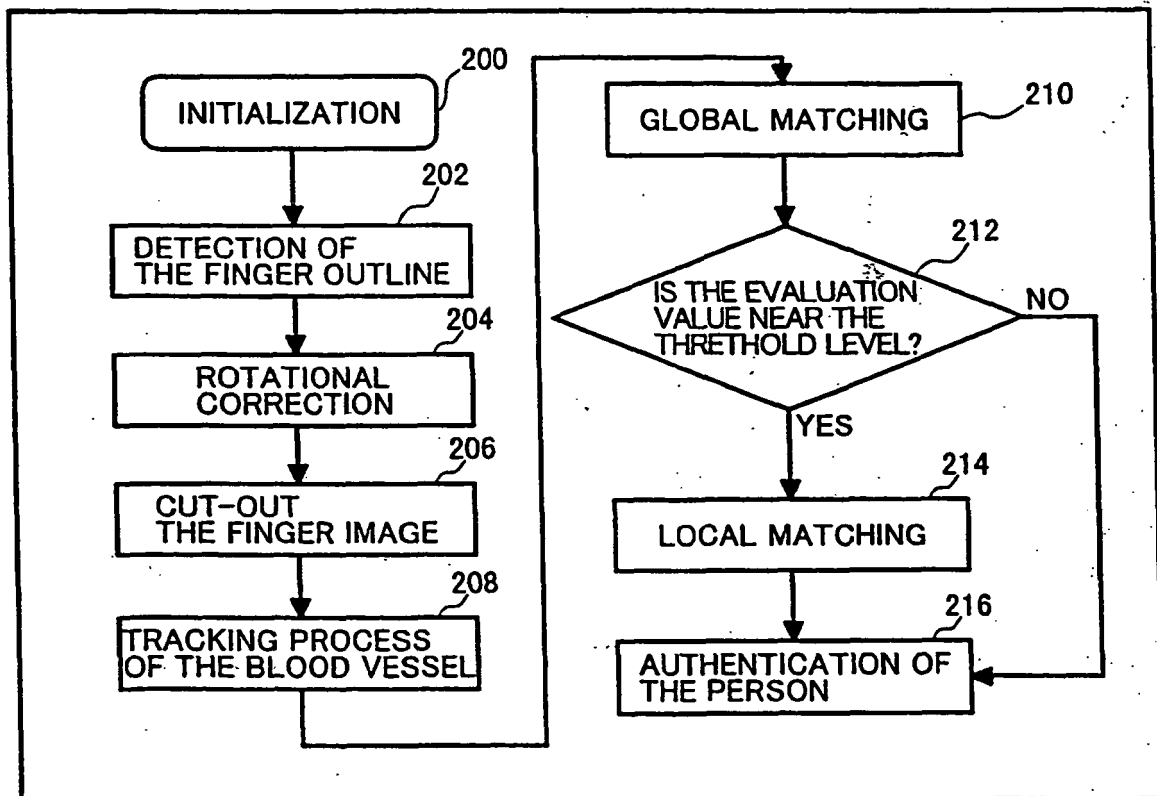 200
INITIALIZATION
202
DETECTION OF
THE FINGER OUTLINE
204
ROTATIONAL
CORRECTION
206
CUT-OUT
THE FINGER IMAGE
208
TRACKING PROCESS
OF THE BLOOD VESSEL
210
GLOBAL MATCHING
212
IS THE EVALUATION
VALUE NEAR THE
THRETHOLD LEVEL?
NO
YES
214
LOCAL MATCHING
216
AUTHENTICATION OF
THE PERSON